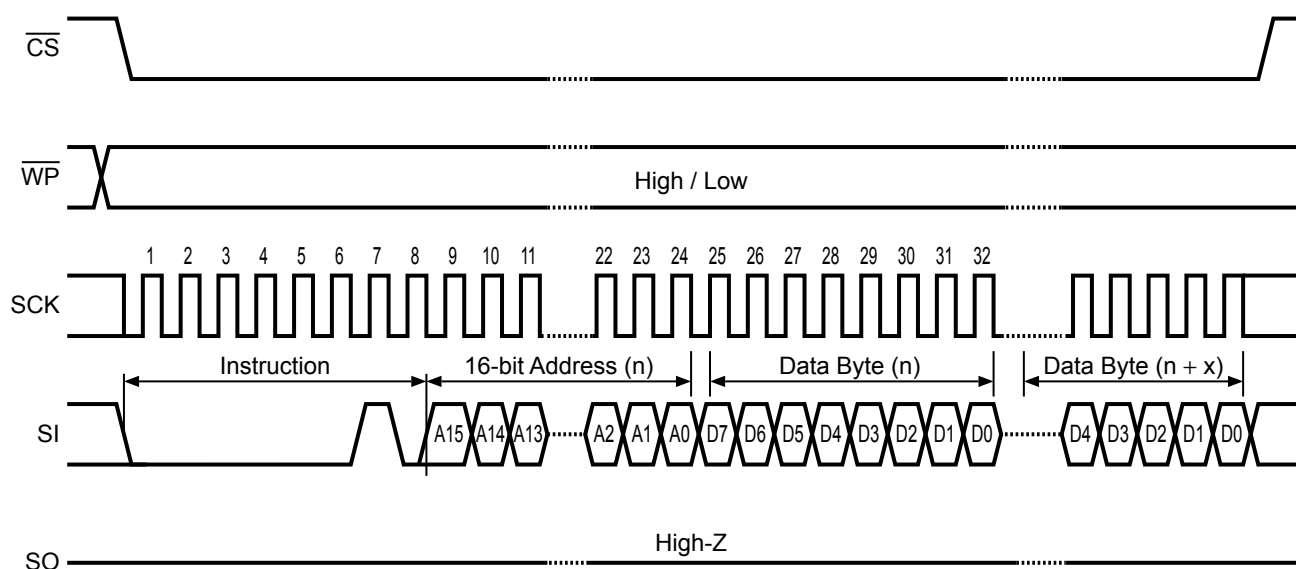 CS
WP
High / Low
1 2 3 4 5 6 7 8 9 10 11 22 23 24 25 26 27 28 29 30 31 32
SCK
Instruction 16-bit Address (n) Data Byte (n) Data Byte (n + x)
SI A15 A14 A13 A2 A1 A0 D7 D6 D5 D4 D3 D2 D1 D0 D4 D3 D2 D1 D0
High-Z
SO